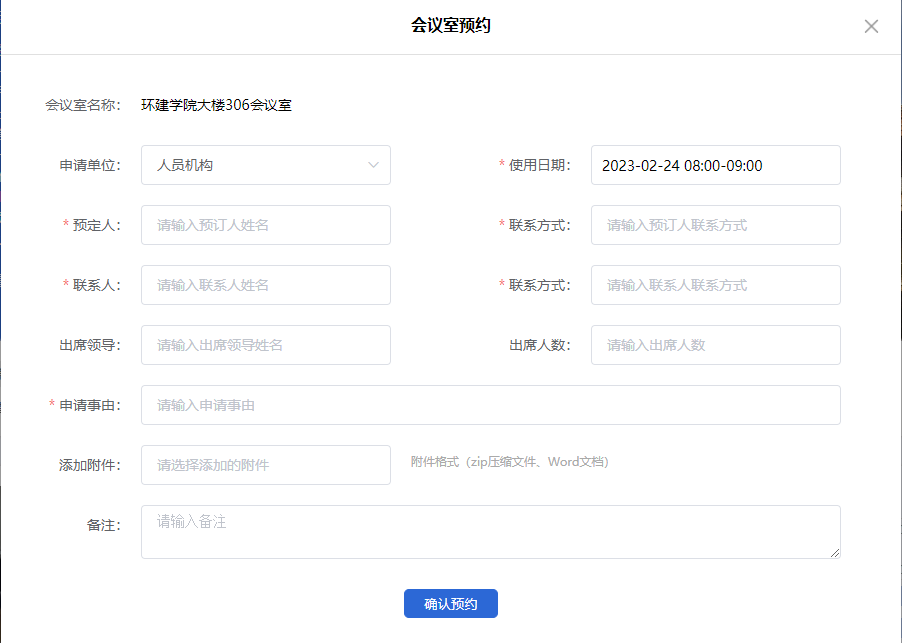 会议室预约
会议室名称： 环建学院大楼306会议室
申请单位： 人员机构 * 使用日期： 2023-02-24 08:00-09:00
* 预定人： 请输入预订人姓名 * 联系方式： 请输入预订人联系方式
* 联系人： 请输入联系人姓名 * 联系方式： 请输入联系人联系方式
出席领导： 请输入出席领导姓名 出席人数： 请输入出席人数
* 申请事由： 请输入申请事由
添加附件： 请选择添加的附件 附件格式（zip压缩文件、Word文档）
备注： 请输入备注
确认预约